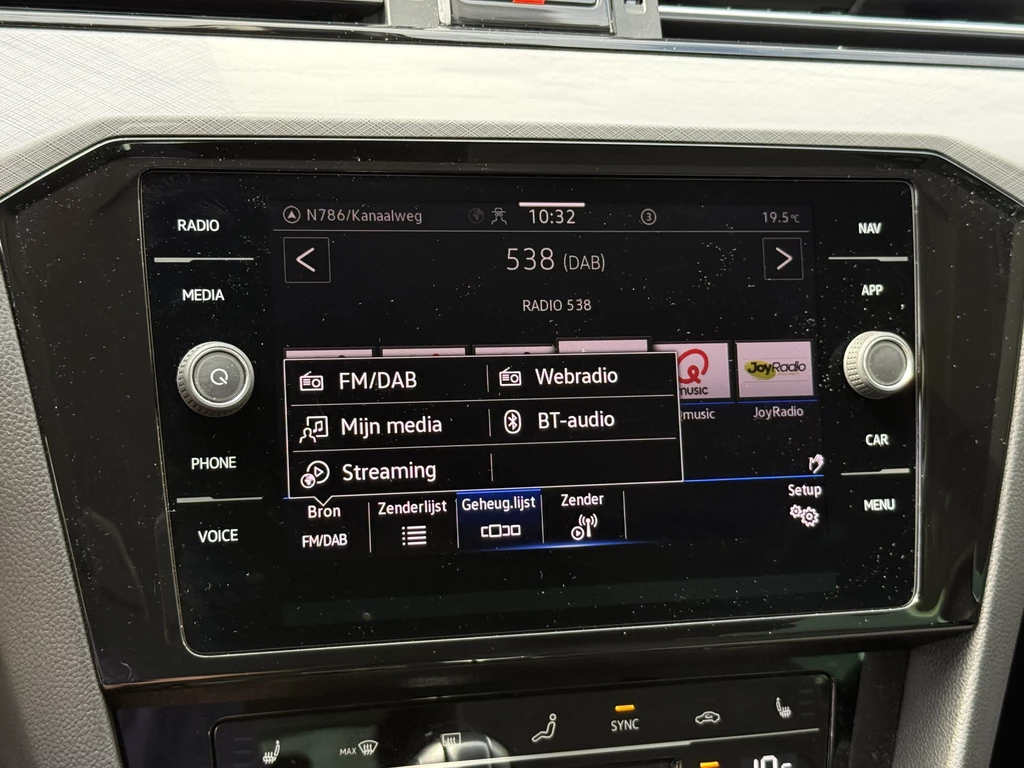 N786/Kanaalweg 10:32 3 19.5°C
RADIO
MEDIA
PHONE
VOICE
NAV
APP
CAR
MENU
< 538 (DAB) >
RADIO 538
music
JoyRadio
music
JoyRadio
FM/DAB
Webradio
Mijn media
BT-audio
Streaming
Bron
FM/DAB
Zenderlijst
Geheug.lijst
Zender
Setup
MAX
SYNC